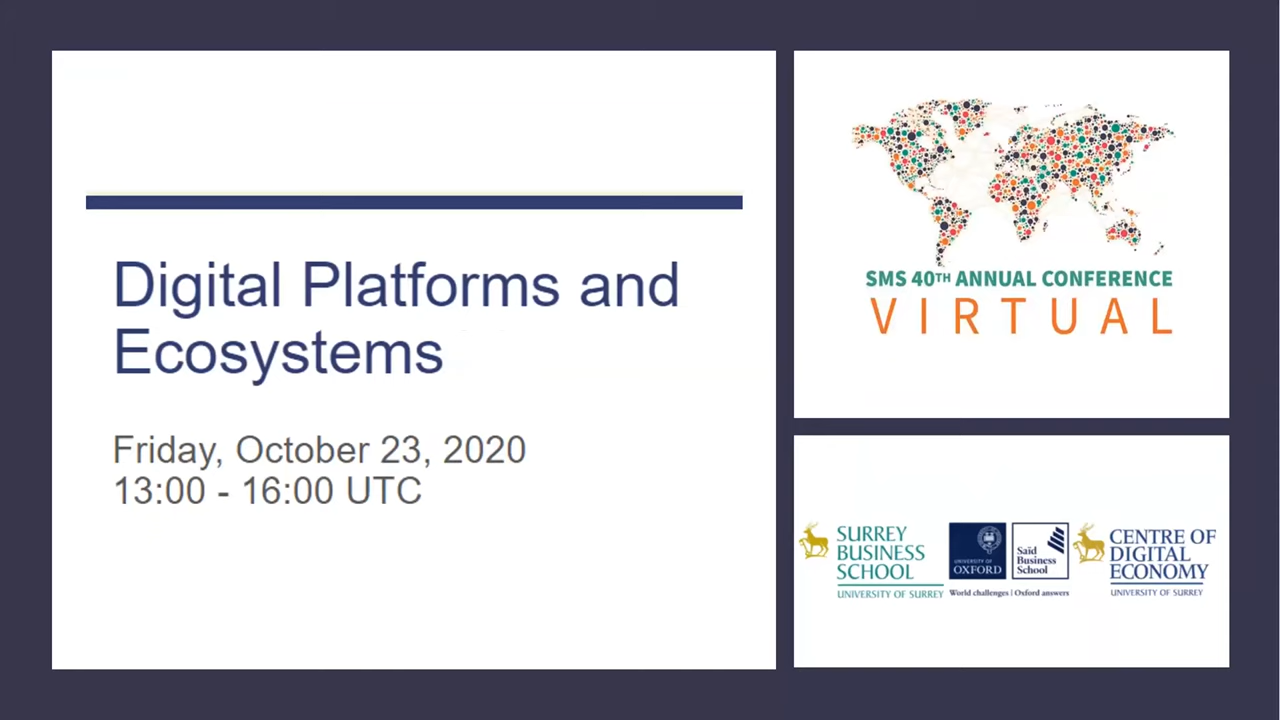 Digital Platforms and
Ecosystems
Friday, October 23, 2020
13:00 - 16:00 UTC
SMS 40TH ANNUAL CONFERENCE
VIRTUAL
SURREY
BUSINESS
SCHOOL
UNIVERSITY OF SURREY
UNIVERSITY OF
OXFORD
Saïd
Business
School
World challenges | Oxford answers
CENTRE OF
DIGITAL
ECONOMY
UNIVERSITY OF SURREY